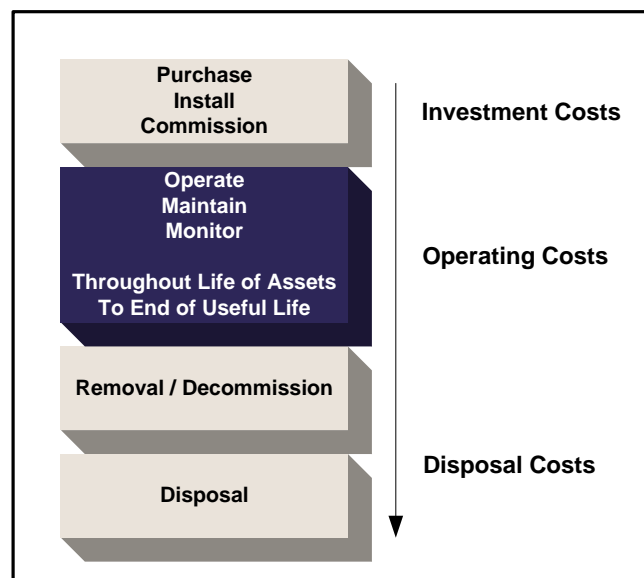 Purchase
Install
Commission
Investment Costs
Operate
Maintain
Monitor
Throughout Life of Assets
To End of Useful Life
Operating Costs
Removal / Decommission
Disposal Costs
Disposal